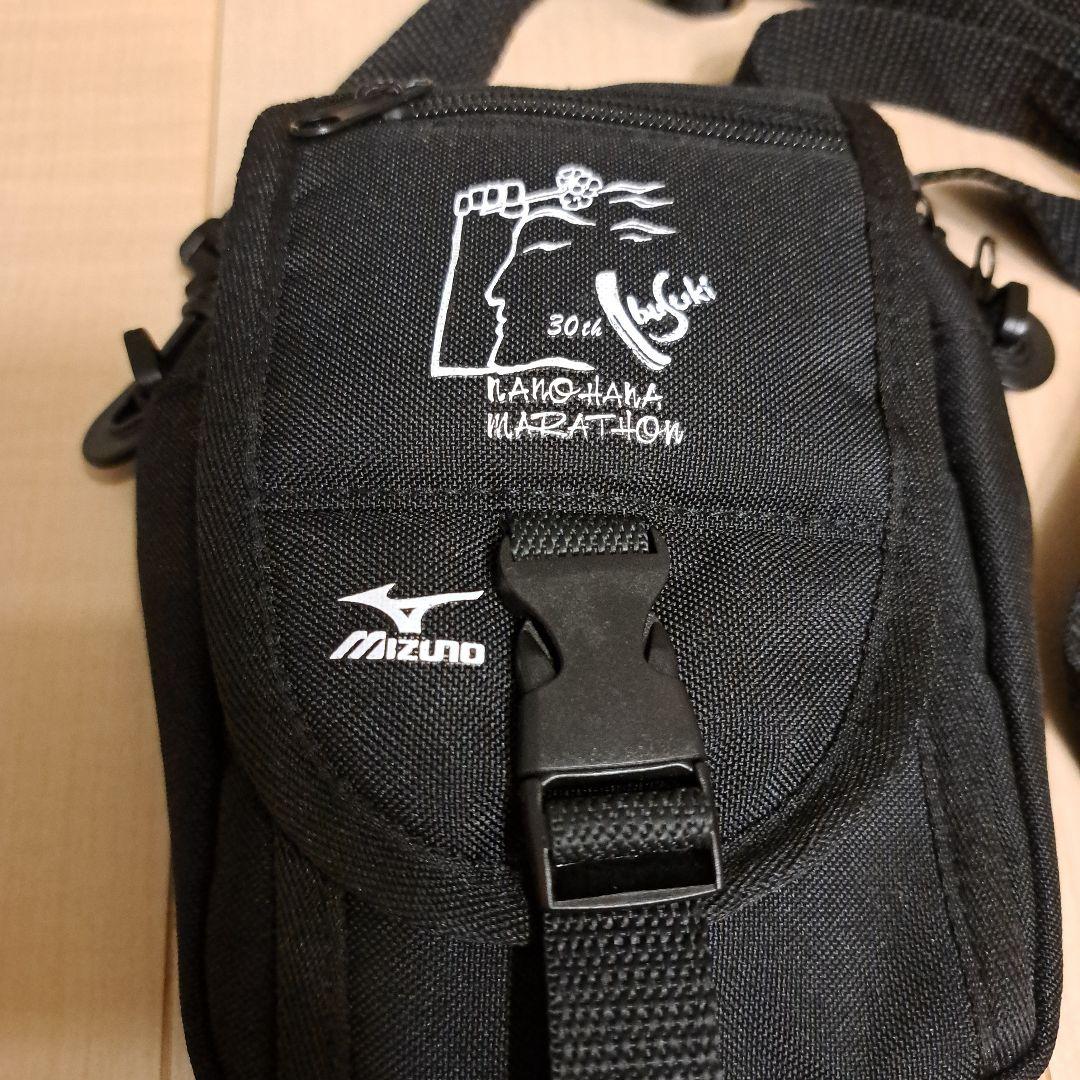 30th Ibusuki
NANOHANA
MARATHON
MIZUNO